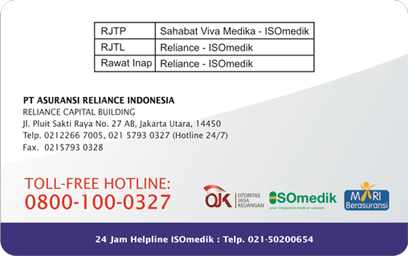 RJTP Sahabat Viva Medika - ISOmedik
RJTL Reliance - ISOmedik
Rawat Inap Reliance - ISOmedik
PT ASURANSI RELIANCE INDONESIA
RELIANCE CAPITAL BUILDING
Jl. Pluit Sakti Raya No. 27 AB, Jakarta Utara, 14450
Telp. 0212266 7005, 021 5793 0327 (Hotline 24/7)
Fax. 0215793 0328
TOLL-FREE HOTLINE:
0800-100-0327
OJK OTORITAS
JASA
KEUANGAN
ISOmedik
your integrated medical solution
MARI
Berasuransi
24 Jam Helpline ISOmedik : Telp. 021-50200654